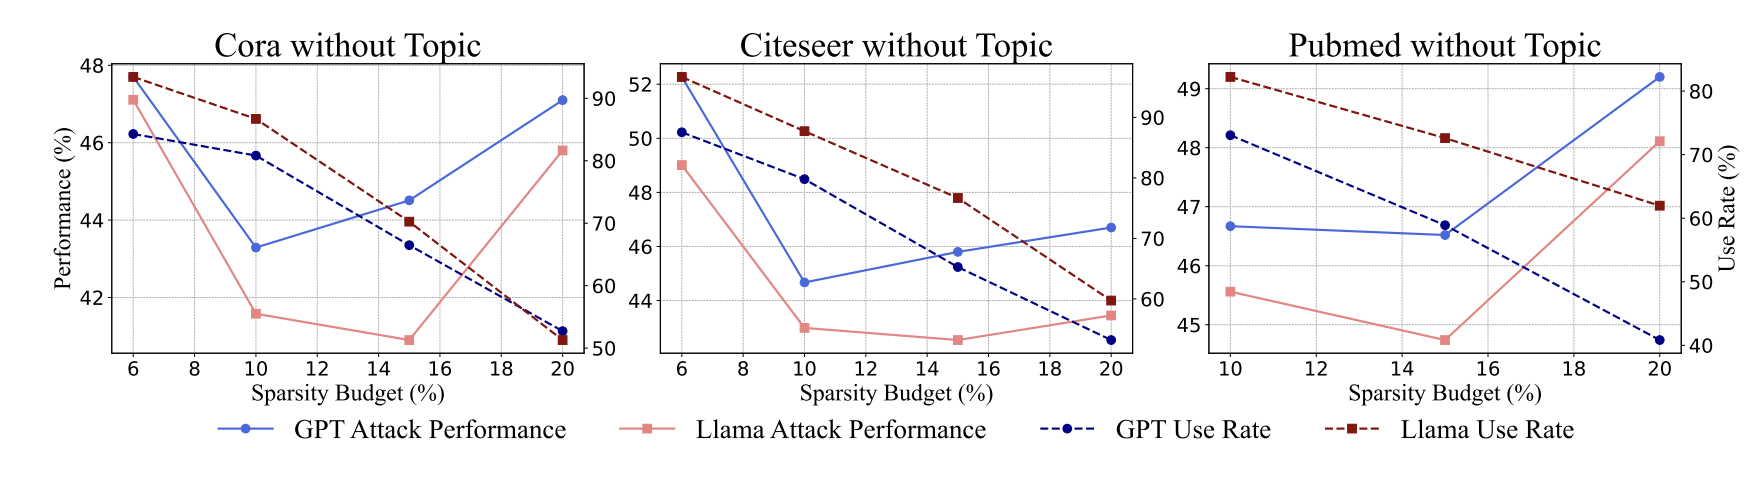 Cora without Topic
Citeseer without Topic
Pubmed without Topic
Performance (%)
48
46
44
42
90
80
70
60
50
6 8 10 12 14 16 18 20
Sparsity Budget (%)
52
50
48
46
44
90
80
70
60
6 8 10 12 14 16 18 20
Sparsity Budget (%)
49
48
47
46
45
80
70
60
50
40
Use Rate (%)
10 12 14 16 18 20
Sparsity Budget (%)
GPT Attack Performance
Llama Attack Performance
GPT Use Rate
Llama Use Rate